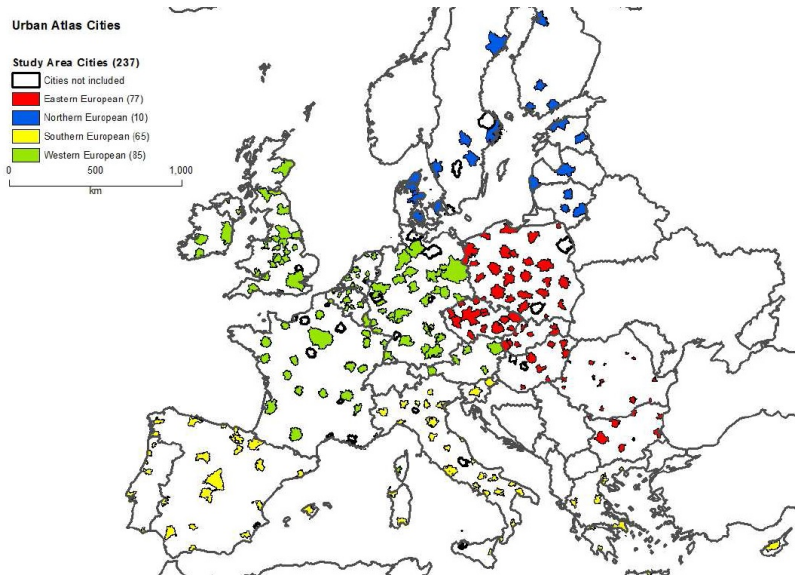 Urban Atlas Cities
Study Area Cities (237)
Cities not included
Eastern European (77)
Northern European (10)
Southern European (65)
Western European (85)
0 500 1,000
km